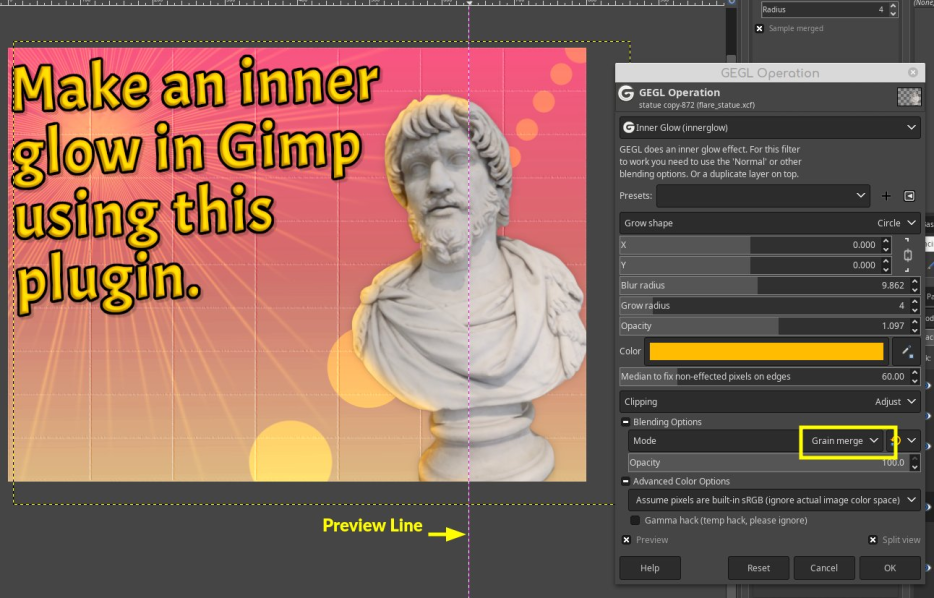 Radius 4
Sample merged
(None)
GEGL Operation
GEGL Operation
statue copy-872 (flare_statue.xcf)
Inner Glow (innerglow)
GEGL does an inner glow effect. For this filter
to work you need to use the 'Normal' or other
blending options. Or a duplicate layer on top.
Presets:
Grow shape Circle
X 0.000
Y 0.000
Blur radius 9.862
Grow radius 4
Opacity 1.097
Color
Median to fix non-effected pixels on edges 60.00
Clipping Adjust
Blending Options
Mode Grain merge
Opacity 100.0
Advanced Color Options
Assume pixels are built-in sRGB (ignore actual image color space)
Gamma hack (temp hack, please ignore)
Preview Split view
Help Reset Cancel OK
Make an inner
glow in Gimp
using this
plugin.
Preview Line